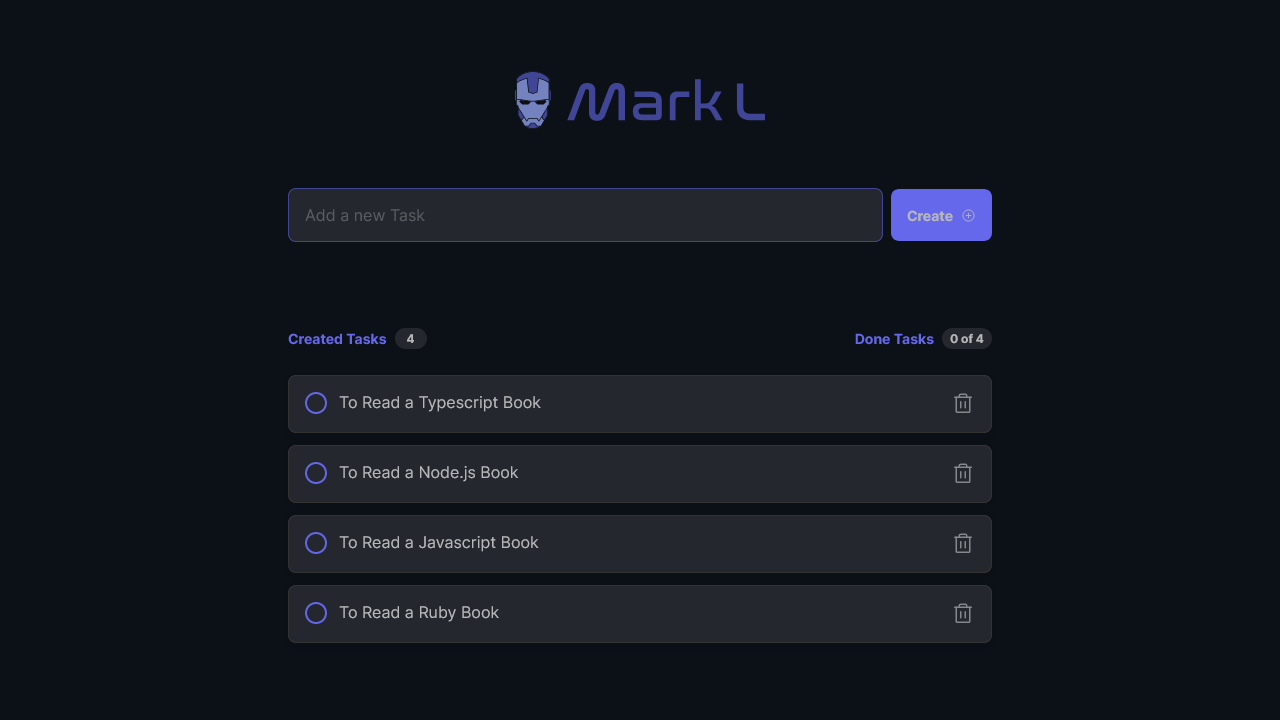 Mark L
Add a new Task
Create
Created Tasks 4
Done Tasks 0 of 4
To Read a Typescript Book
To Read a Node.js Book
To Read a Javascript Book
To Read a Ruby Book